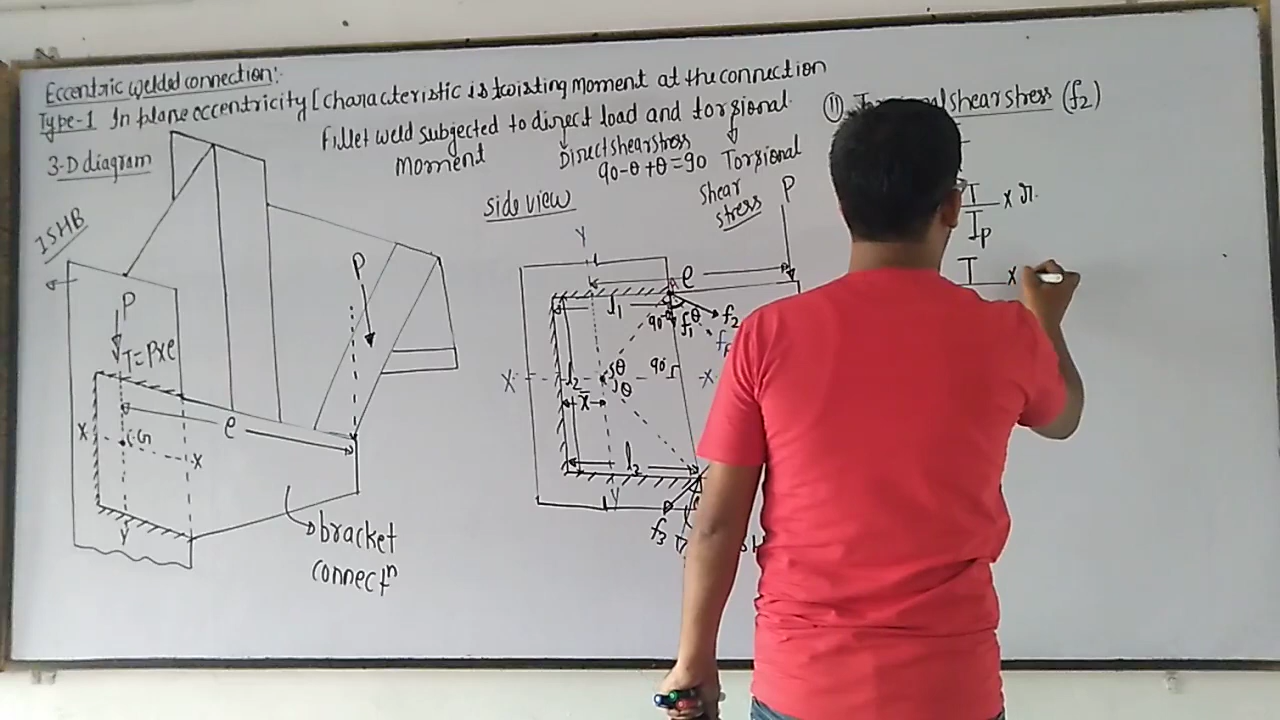 Eccentric welded connection:-
Type-1 In plane eccentricity [characteristic is twisting Moment at the connection
Fillet weld subjected to direct load and torsional
Moment
Direct shear stress
90-θ+θ=90
Torsional
shear
stress
3-D diagram
ISHB
P
P
T=P×e
e
X
C.G
X
Y
bracket
connectⁿ
side view
P
Y
e
l₁
90-θ
f₁
θ
f₂
X
l₂
θ
θ
90°
X
x̄
l₂
Y
f₃
(ii)
shear stress (f₂)
T
Ip
× r
T
×